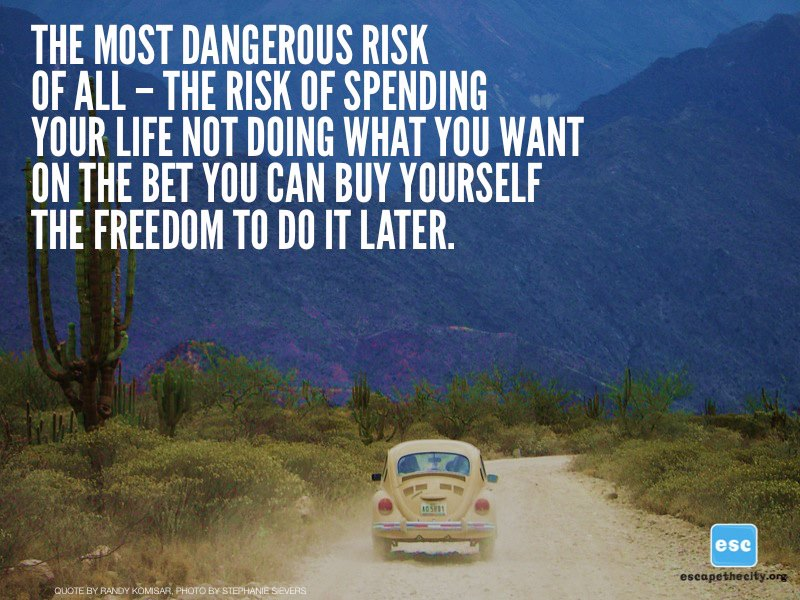 THE MOST DANGEROUS RISK
OF ALL – THE RISK OF SPENDING
YOUR LIFE NOT DOING WHAT YOU WANT
ON THE BET YOU CAN BUY YOURSELF
THE FREEDOM TO DO IT LATER.
esc
escapethecity.org
QUOTE BY RANDY KOMISAR, PHOTO BY STEPHANIE SIEVERS